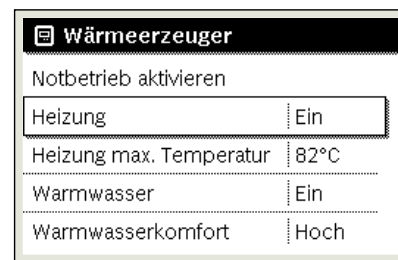 Wärmeerzeuger
Notbetrieb aktivieren
Heizung Ein
Heizung max. Temperatur 82°C
Warmwasser Ein
Warmwasserkomfort Hoch